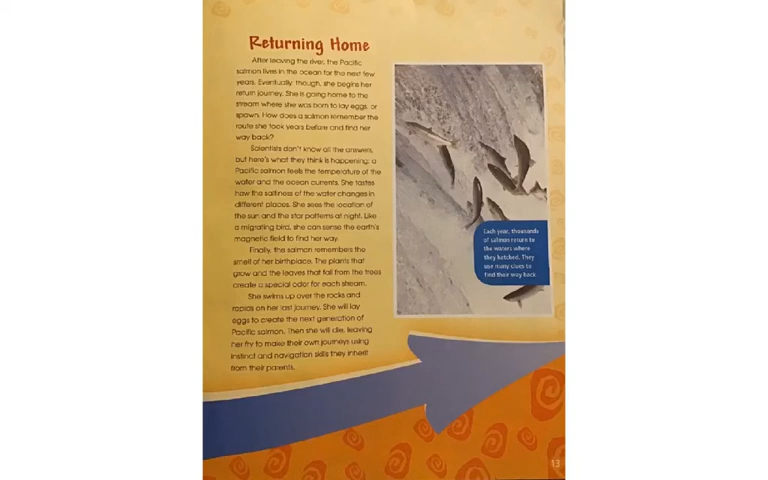 Returning Home
After leaving the river, the Pacific
salmon lives in the ocean for the next few
years. Eventually, though, she begins her
return journey. She is going home to the
stream where she was born to lay eggs, or
spawn. How does a salmon remember the
route she took years before and find her
way back?
Scientists don't know all the answers,
but here's what they think is happening: a
Pacific salmon feels the temperature of the
water and the ocean currents. She tastes
how the saltiness of the water changes in
different places. She sees the location of
the sun and the star patterns at night. Like
a migrating bird, she can sense the earth's
magnetic field to find her way.
Finally, the salmon remembers the
smell of her birthplace. The plants that
grow and the leaves that fall from the trees
create a special odor for each stream.
She swims up over the rocks and
rapids on her last journey. She will lay
eggs to create the next generation of
Pacific salmon. Then she will die, leaving
her fry to make their own journeys using
instinct and navigation skills they inherit
from their parents.
Each year, thousands
of salmon return to
the waters where
they hatched. They
use many clues to
find their way back.
13